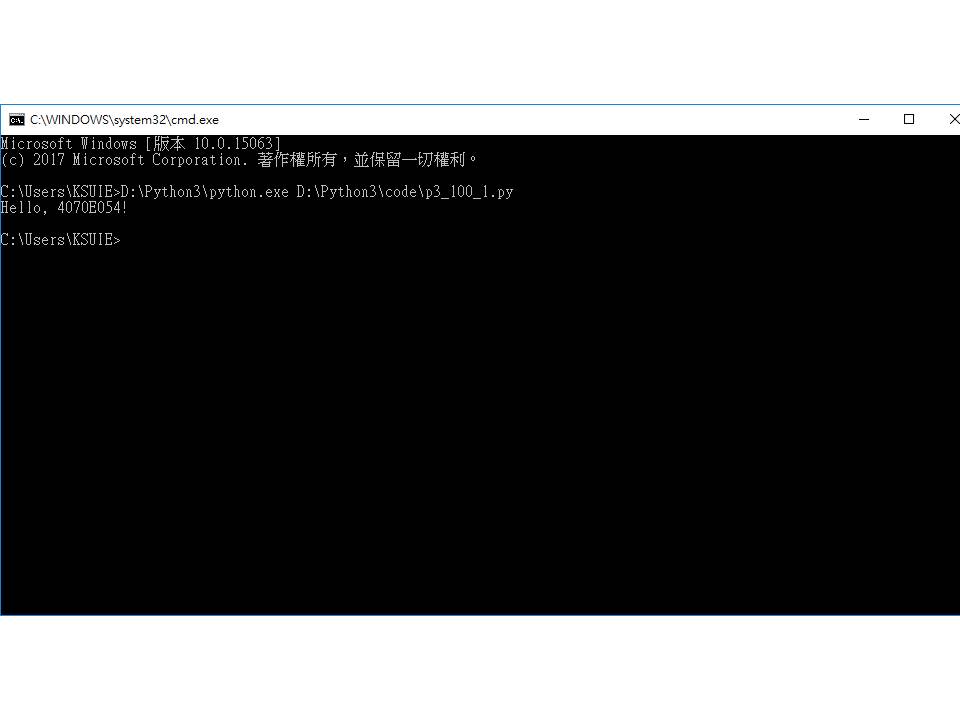 C:\WINDOWS\system32\cmd.exe
Microsoft Windows [版本 10.0.15063]
(c) 2017 Microsoft Corporation. 著作權所有，並保留一切權利。
C:\Users\KSUIE>D:\Python3\python.exe D:\Python3\code\p3_100_1.py
Hello, 4070E054!
C:\Users\KSUIE>